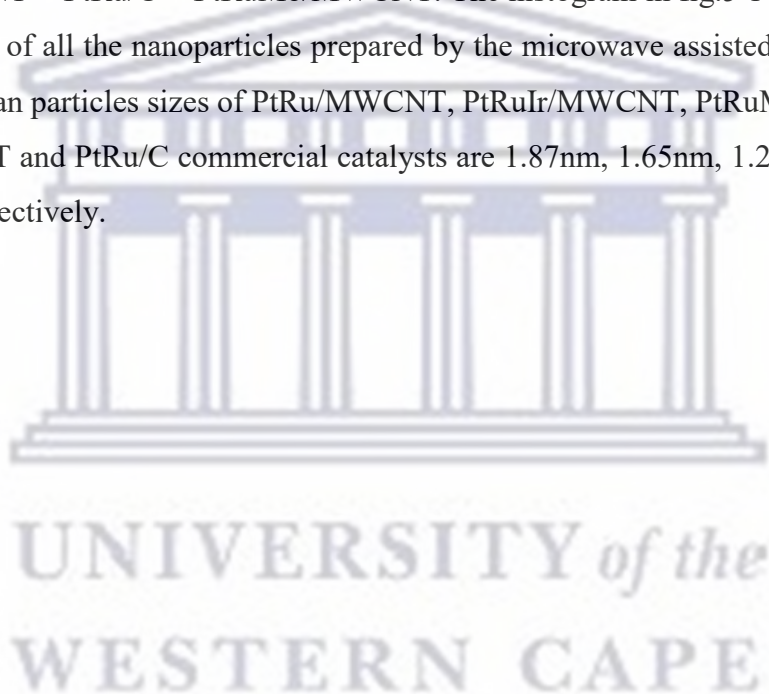 of all the nanoparticles prepared by the microwave assisted
an particles sizes of PtRu/MWCNT, PtRuIr/MWCNT, PtRuM
T and PtRu/C commercial catalysts are 1.87nm, 1.65nm, 1.2
ectively.
UNIVERSITY of the
WESTERN CAPE